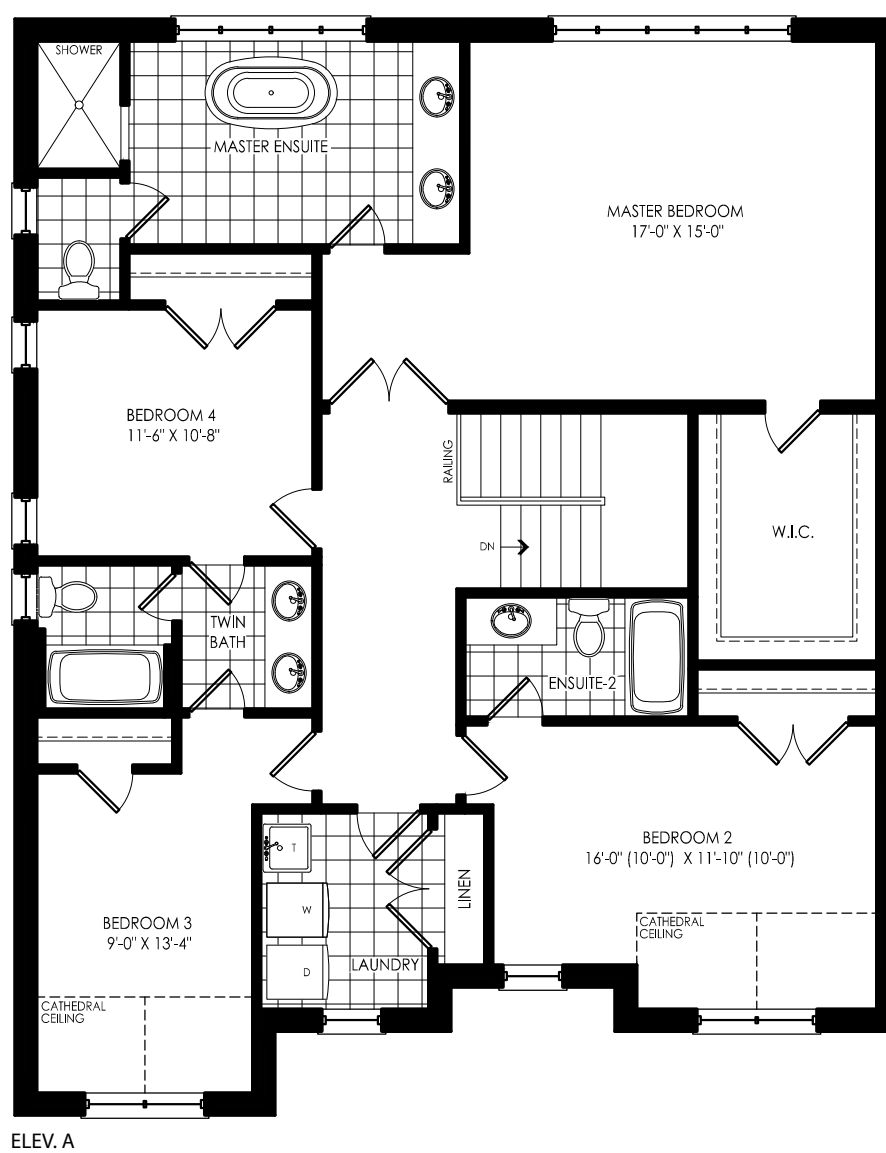 SHOWER
MASTER ENSUITE
MASTER BEDROOM
17'-0" X 15'-0"
BEDROOM 4
11'-6" X 10'-8"
RAILING
DN
W.I.C.
TWIN
BATH
ENSUITE-2
BEDROOM 2
16'-0" (10'-0") X 11'-10" (10'-0")
T
W
D
LINEN
LAUNDRY
BEDROOM 3
9'-0" X 13'-4"
CATHEDRAL
CEILING
CATHEDRAL
CEILING
ELEV. A